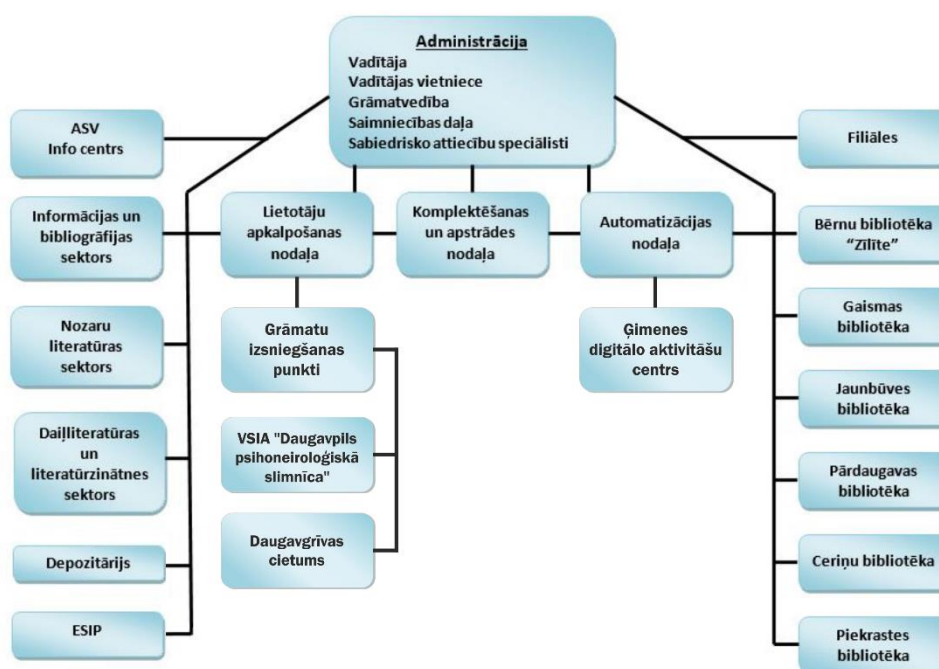 Administrācija
Vadītāja
Vadītājas vietniece
Grāmatvedība
Saimniecības daļa
Sabiedrisko attiecību speciālisti
ASV
Info centrs
Informācijas un
bibliogrāfijas
sektors
Nozaru
literatūras
sektors
Daiļliteratūras
un
literatūrzinātnes
sektors
Depozitārijs
ESIP
Lietotāju
apkalpošanas
nodaļa
Komplektēšanas
un apstrādes
nodaļa
Automatizācijas
nodaļa
Grāmatu
izsniegšanas
punkti
VSIA "Daugavpils
psihoneiroloģiskā
slimnīca"
Daugavgrīvas
cietums
Ģimenes
digitālo aktivitāšu
centrs
Filiāles
Bērnu bibliotēka
“Zīlīte”
Gaismas
bibliotēka
Jaunbūves
bibliotēka
Pārdaugavas
bibliotēka
Ceriņu bibliotēka
Piekrastes
bibliotēka